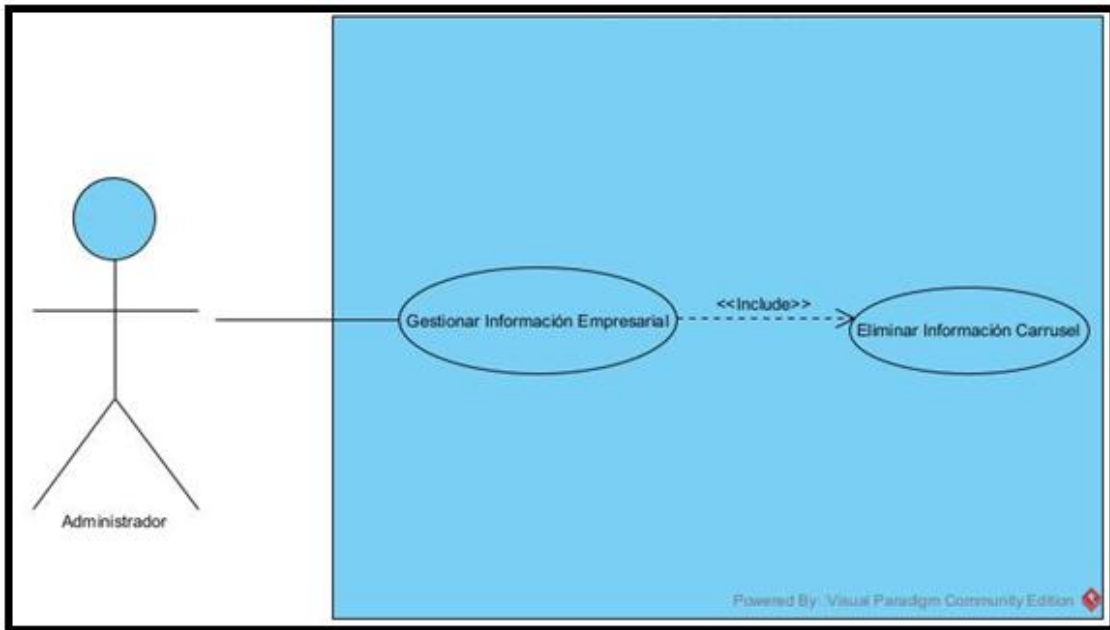 <<Include>>
Gestionar Información Empresarial
Eliminar Información Carrusel
Administrador
Powered By: Visual Paradigm Community Edition